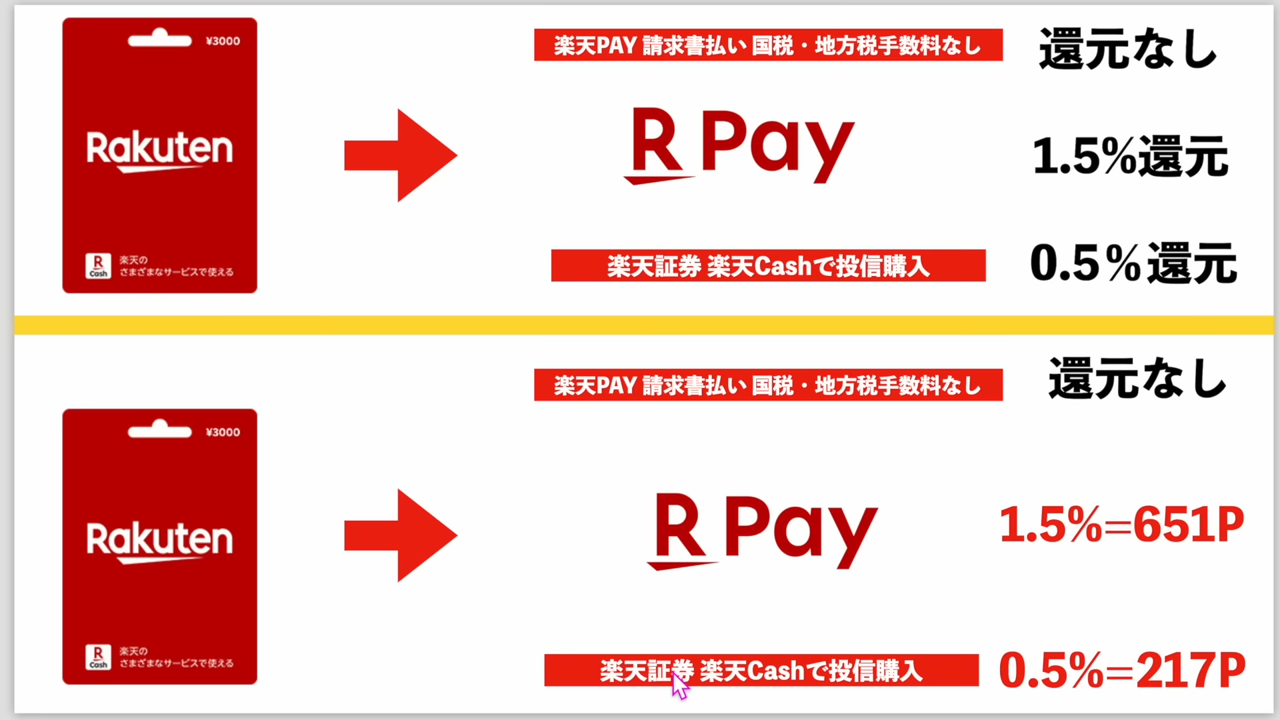 ¥3000
Rakuten
R
Cash
楽天の
さまざまなサービスで使える
楽天PAY 請求書払い 国税・地方税手数料なし
還元なし
R Pay
1.5%還元
楽天証券 楽天Cashで投信購入
0.5%還元
¥3000
Rakuten
R
Cash
楽天の
さまざまなサービスで使える
楽天PAY 請求書払い 国税・地方税手数料なし
還元なし
R Pay
1.5%=651P
楽天証券 楽天Cashで投信購入
0.5%=217P